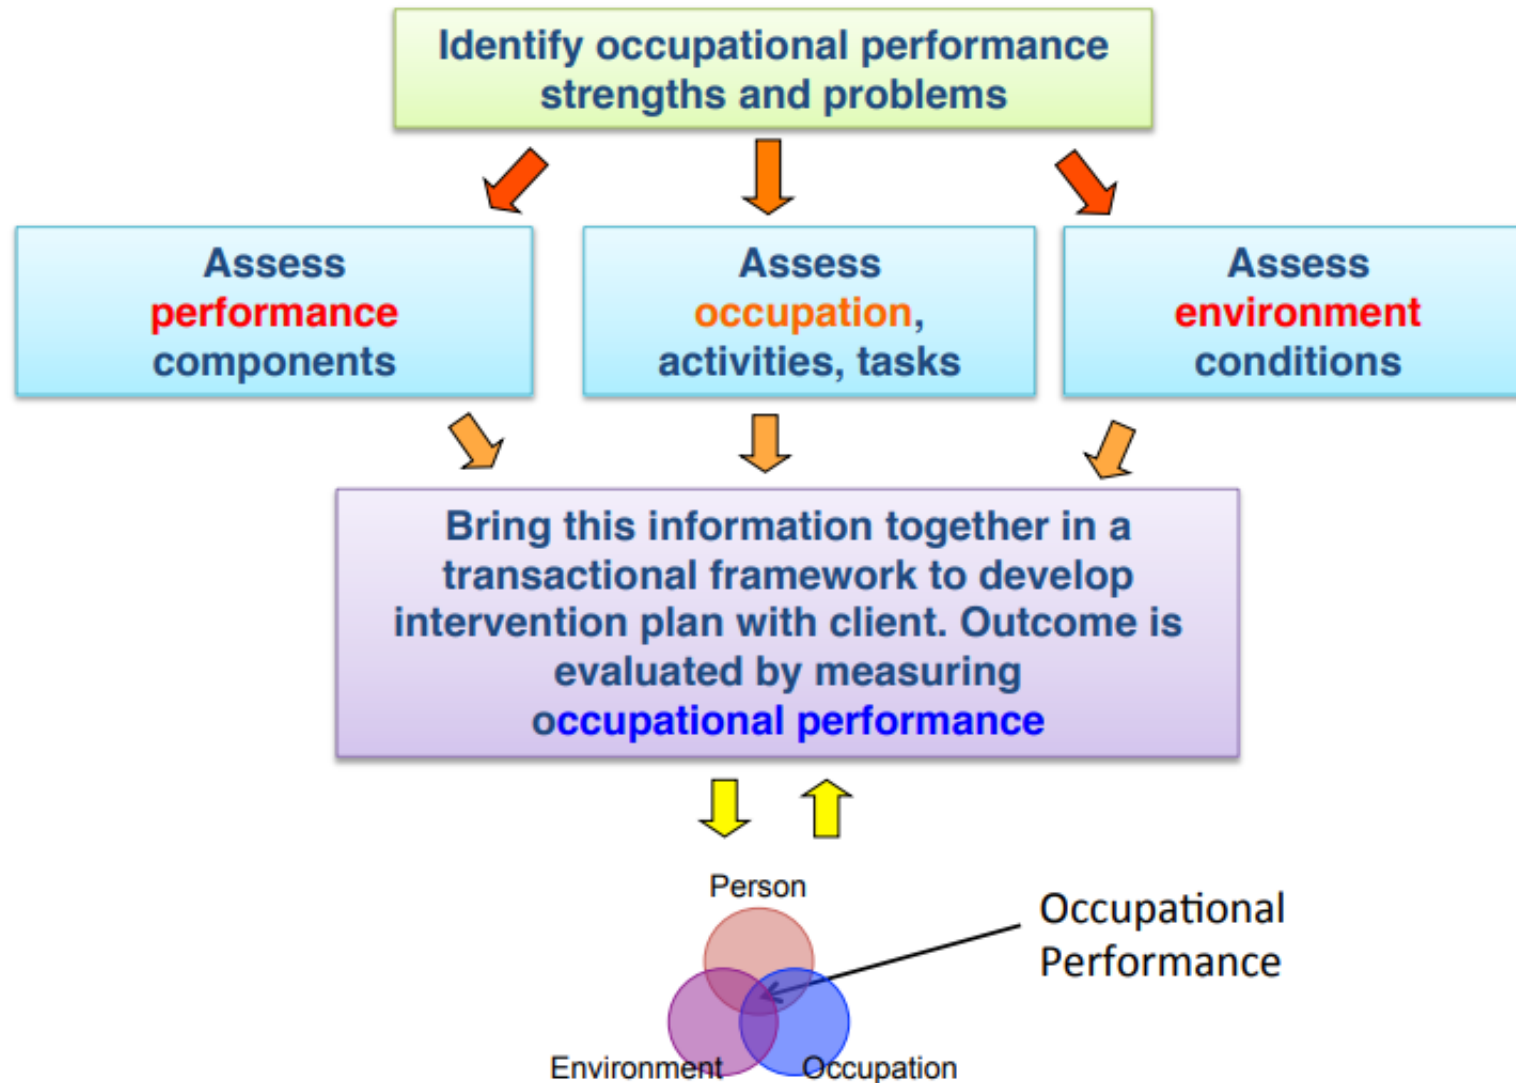 Identify occupational performance
strengths and problems
Assess
performance
components
Assess
occupation,
activities, tasks
Assess
environment
conditions
Bring this information together in a
transactional framework to develop
intervention plan with client. Outcome is
evaluated by measuring
occupational performance
Person
Occupational
Performance
Environment
Occupation